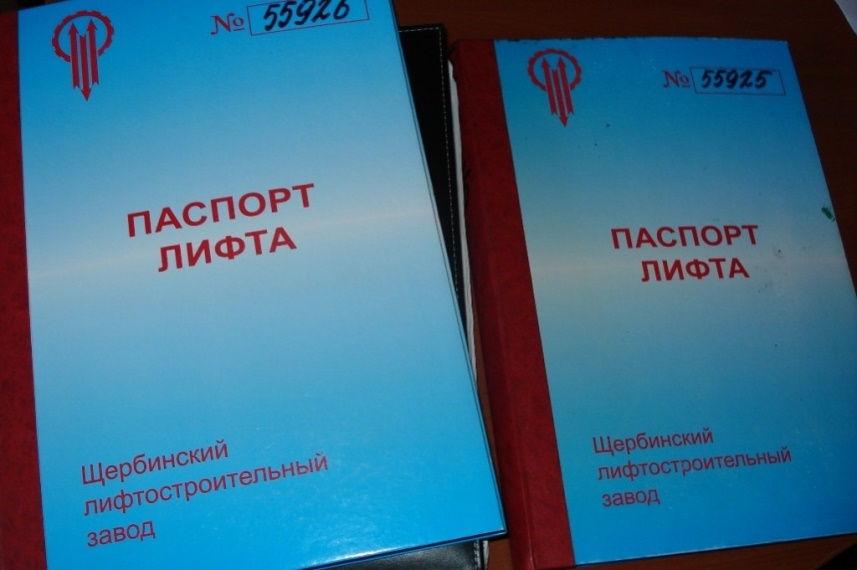 № 55926
ПАСПОРТ
ЛИФТА
Щербинский
лифтостроительный
завод
№ 55925
ПАСПОРТ
ЛИФТА
Щербинский
лифтостроительный
завод